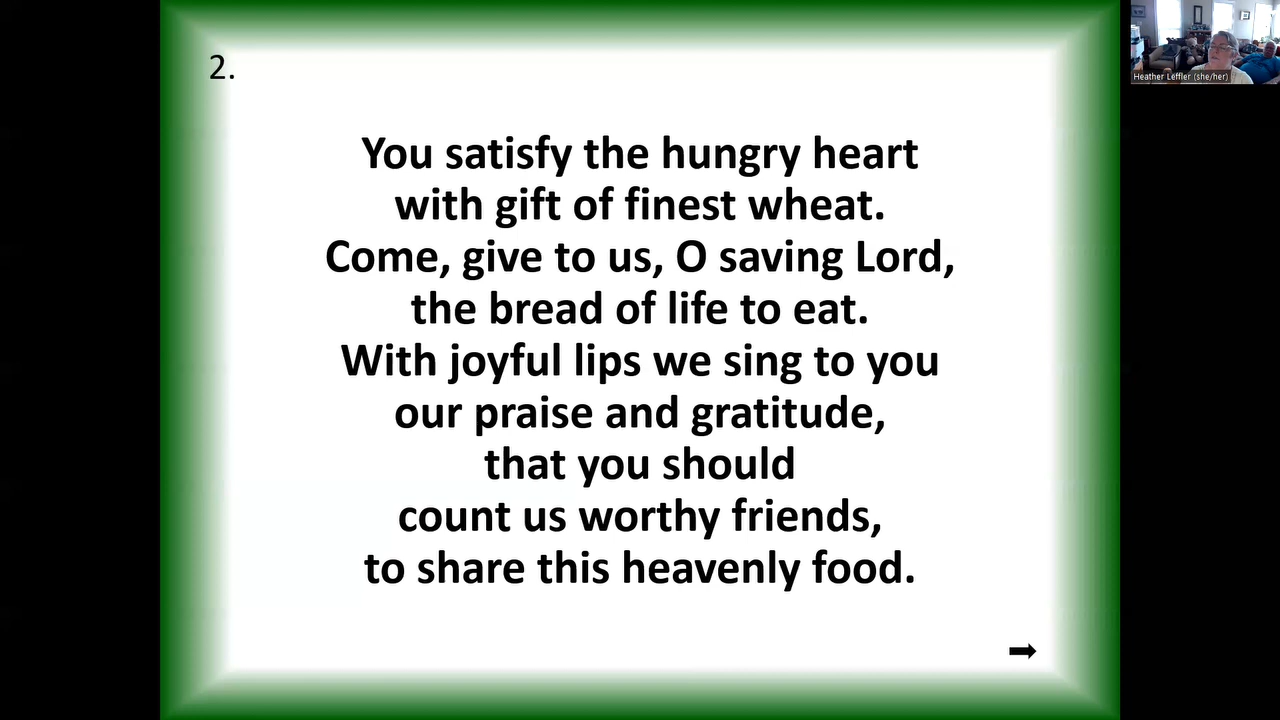 2.
You satisfy the hungry heart
with gift of finest wheat.
Come, give to us, O saving Lord,
the bread of life to eat.
With joyful lips we sing to you
our praise and gratitude,
that you should
count us worthy friends,
to share this heavenly food.
Heather Leffler (she/her)